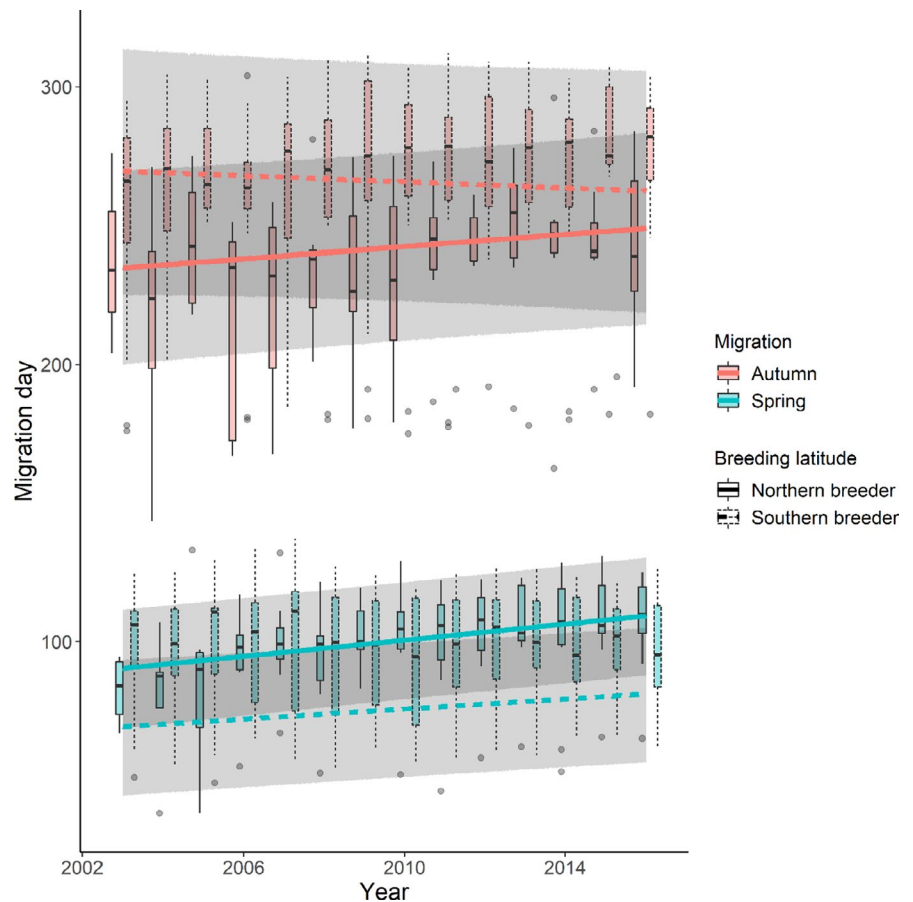 300
200
100
Migration day
2002
2006
2010
2014
Year
Migration
Autumn
Spring
Breeding latitude
Northern breeder
Southern breeder